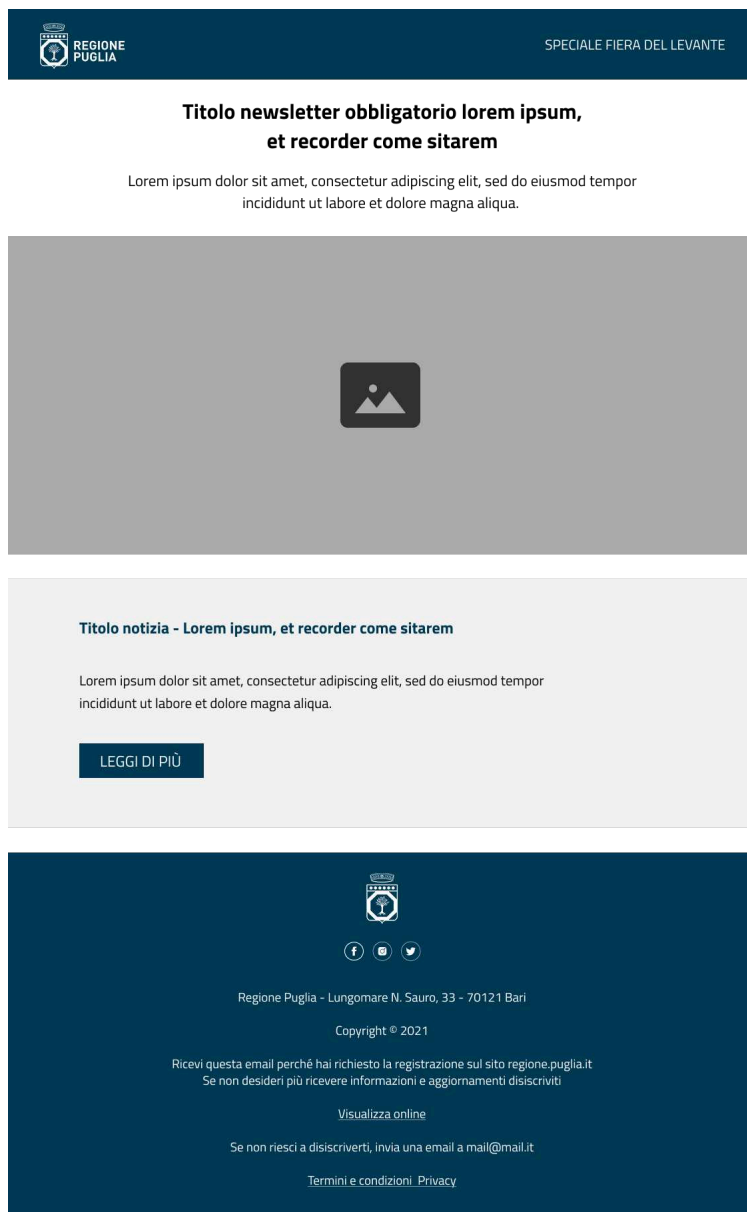 REGIONE
PUGLIA
SPECIALE FIERA DEL LEVANTE
Titolo newsletter obbligatorio lorem ipsum,
et recorder come sitarem
Lorem ipsum dolor sit amet, consectetur adipiscing elit, sed do eiusmod tempor
incididunt ut labore et dolore magna aliqua.
Titolo notizia - Lorem ipsum, et recorder come sitarem
Lorem ipsum dolor sit amet, consectetur adipiscing elit, sed do eiusmod tempor
incididunt ut labore et dolore magna aliqua.
LEGGI DI PIÙ
Regione Puglia - Lungomare N. Sauro, 33 - 70121 Bari
Copyright © 2021
Ricevi questa email perché hai richiesto la registrazione sul sito regione.puglia.it
Se non desideri più ricevere informazioni e aggiornamenti disiscriviti
Visualizza online
Se non riesci a disiscriverti, invia una email a mail@mail.it
Termini e condizioni  Privacy